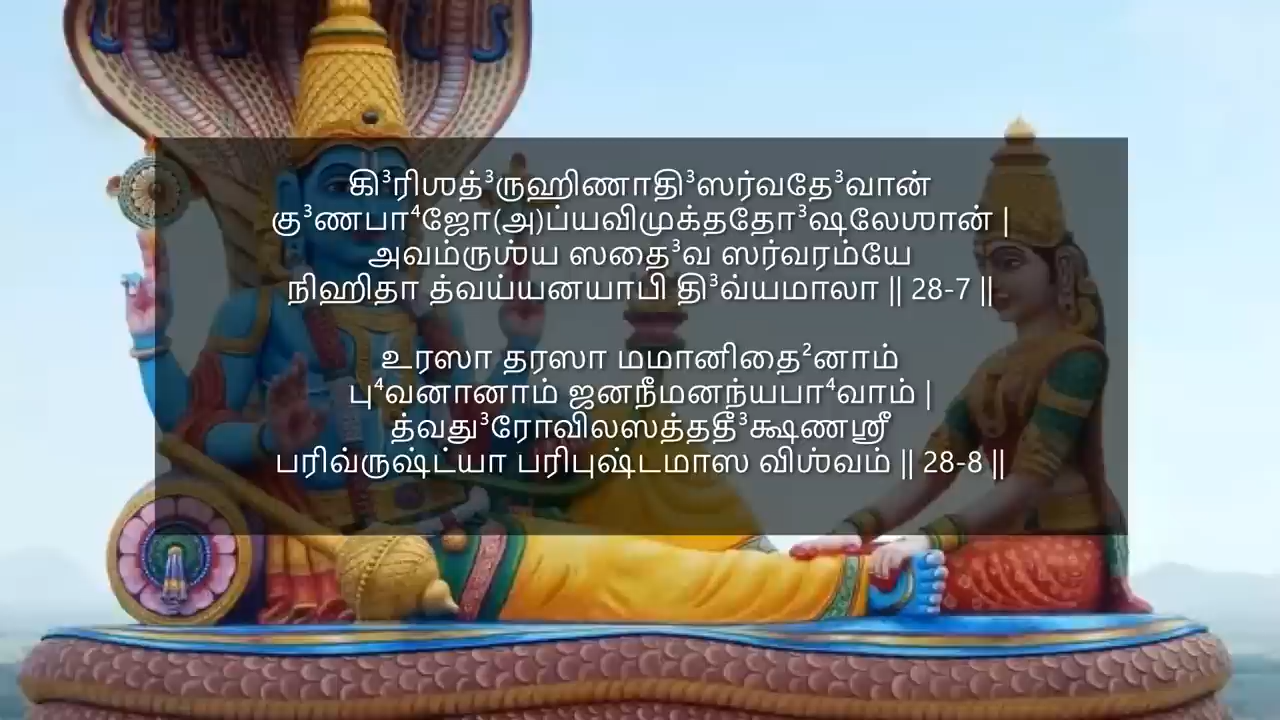 கி³ரிஶத்³ருஹிணாதி³ஸர்வதே³வான்
கு³ணபா⁴ஜோ(அ)ப்யவிமுக்ததோ³ஷலேஶான் |
அவம்ருஶ்ய ஸதை³வ ஸர்வரம்யே
நிஹிதா த்வய்யனயாபி தி³வ்யமாலா || 28-7 ||
உரஸா தரஸா மமானிதை²னாம்
பு⁴வனானாம் ஜனநீமனந்யபா⁴வாம் |
த்வது³ரோவிலஸத்ததீ³க்ஷணஶ்ரீ
பரிவ்ருஷ்ட்யா பரிபுஷ்டமாஸ விஶ்வம் || 28-8 ||